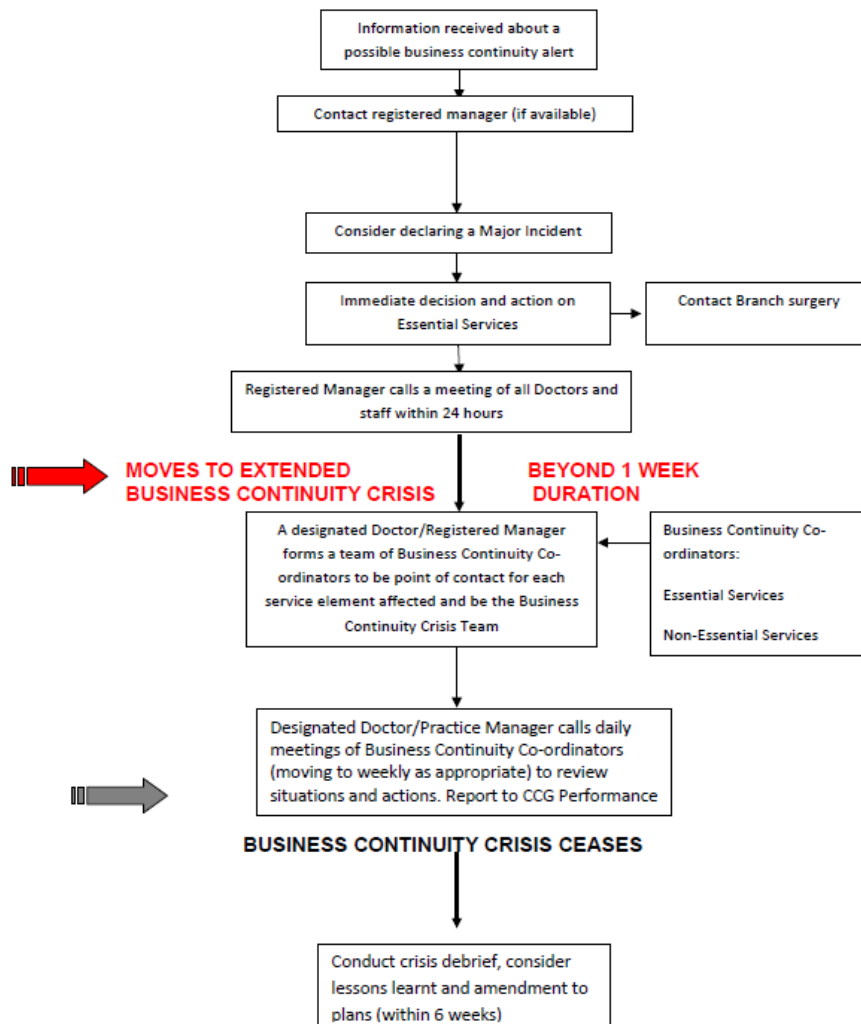 Information received about a
possible business continuity alert
Contact registered manager (if available)
Consider declaring a Major Incident
Immediate decision and action on
Essential Services
Contact Branch surgery
Registered Manager calls a meeting of all Doctors and
staff within 24 hours
MOVES TO EXTENDED
BUSINESS CONTINUITY CRISIS
BEYOND 1 WEEK
DURATION
A designated Doctor/Registered Manager
forms a team of Business Continuity Co-
ordinators to be point of contact for each
service element affected and be the Business
Continuity Crisis Team
Business Continuity Co-
ordinators:
Essential Services
Non-Essential Services
Designated Doctor/Practice Manager calls daily
meetings of Business Continuity Co-ordinators
(moving to weekly as appropriate) to review
situations and actions. Report to CCG Performance
BUSINESS CONTINUITY CRISIS CEASES
Conduct crisis debrief, consider
lessons learnt and amendment to
plans (within 6 weeks)